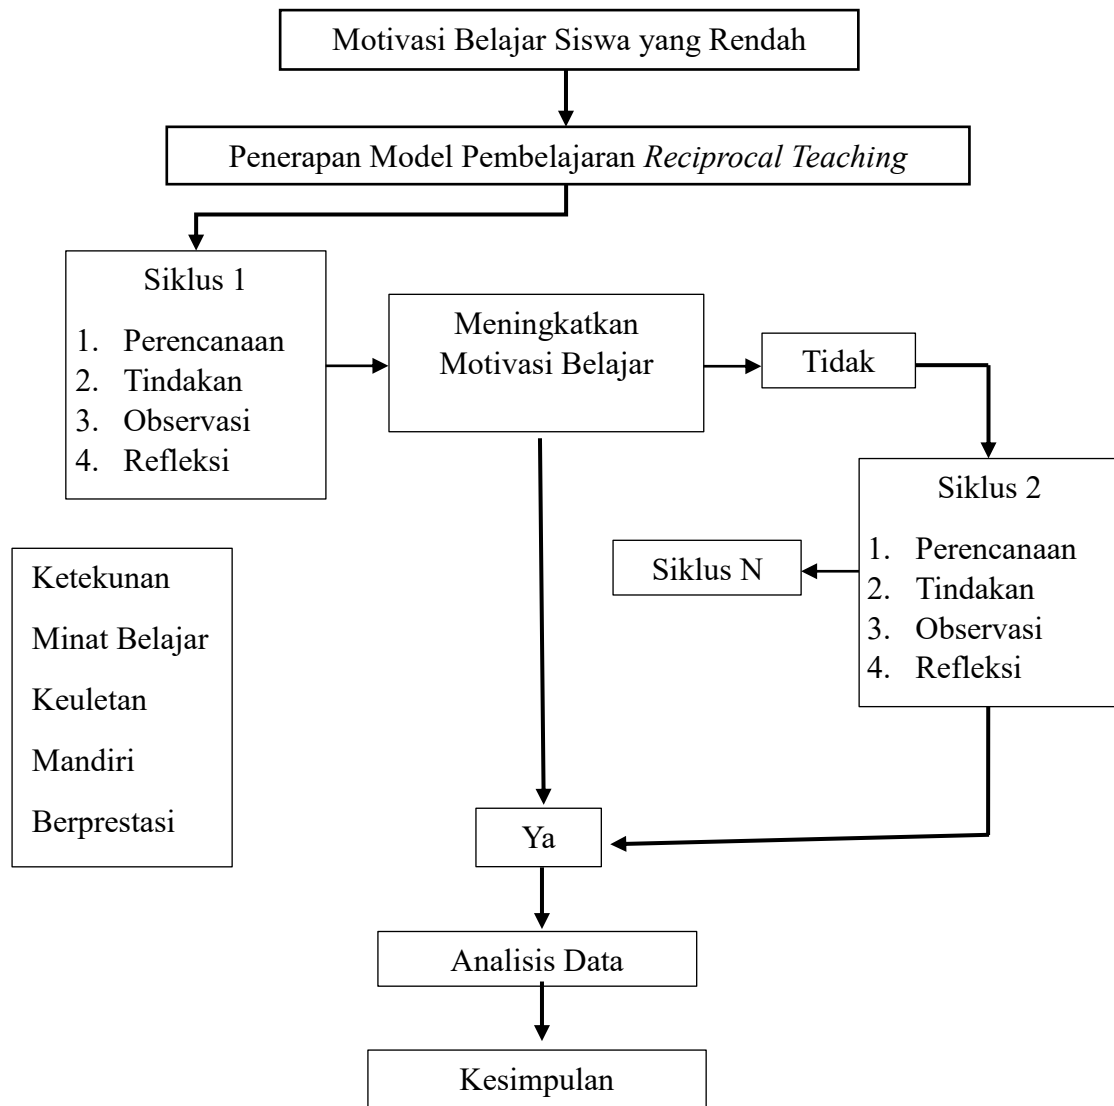 Motivasi Belajar Siswa yang Rendah
Penerapan Model Pembelajaran Reciprocal Teaching
Siklus 1
1. Perencanaan
2. Tindakan
3. Observasi
4. Refleksi
Meningkatkan
Motivasi Belajar
Tidak
Siklus 2
1. Perencanaan
2. Tindakan
3. Observasi
4. Refleksi
Siklus N
Ketekunan
Minat Belajar
Keuletan
Mandiri
Berprestasi
Ya
Analisis Data
Kesimpulan